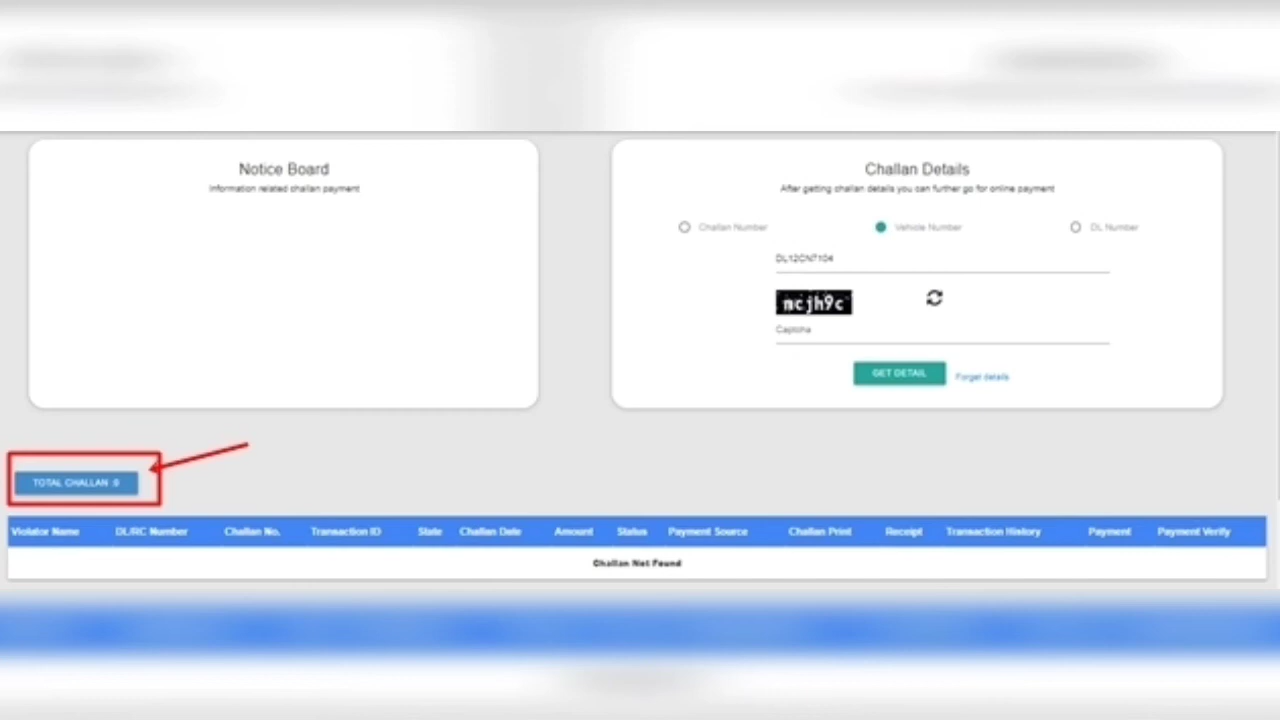 Notice Board
Information related challan payment
Challan Details
After getting challan details you can further go for online payment
Challan Number
Vehicle Number
DL Number
DL12CN7104
mcjh9c
Captcha
GET DETAIL
Forget details
TOTAL CHALLAN :0
Violator Name DL/RC Number Challan No. Transaction ID State Challan Date Amount Status Payment Source Challan Print Receipt Transaction History Payment Payment Verify
Challan Not Found